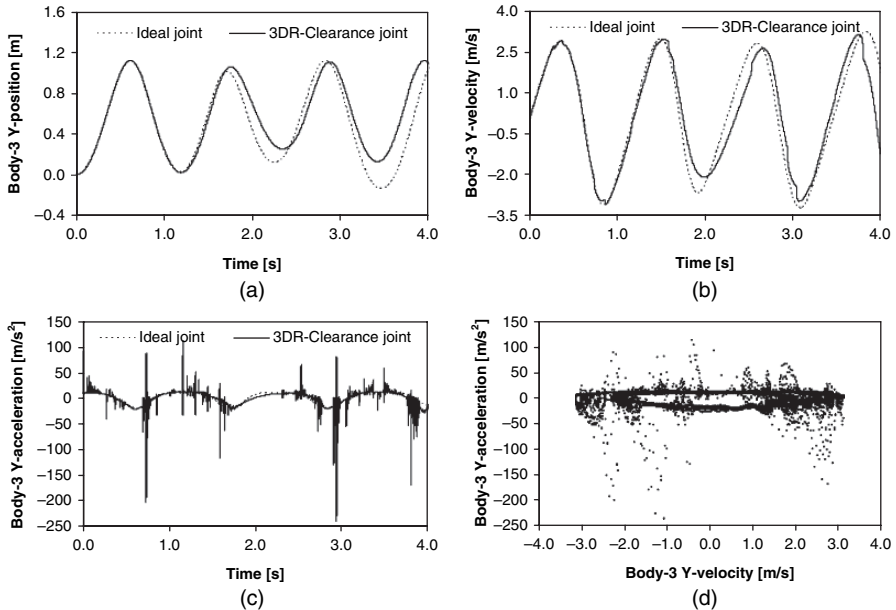 Ideal joint 3DR-Clearance joint
Body-3 Y-position [m]
1.6
1.2
0.8
0.4
0.0
–0.4
0.0 1.0 2.0 3.0 4.0
Time [s]
(a)
Ideal joint 3DR-Clearance joint
Body-3 Y-velocity [m/s]
4.0
2.5
1.0
–0.5
–2.0
–3.5
0.0 1.0 2.0 3.0 4.0
Time [s]
(b)
Ideal joint 3DR-Clearance joint
Body-3 Y-acceleration [m/s²]
150
100
50
0
–50
–100
–150
–200
–250
0.0 1.0 2.0 3.0 4.0
Time [s]
(c)
Body-3 Y-acceleration [m/s²]
150
100
50
0
–50
–100
–150
–200
–250
–4.0 –3.0 –2.0 –1.0 0.0 1.0 2.0 3.0 4.0
Body-3 Y-velocity [m/s]
(d)